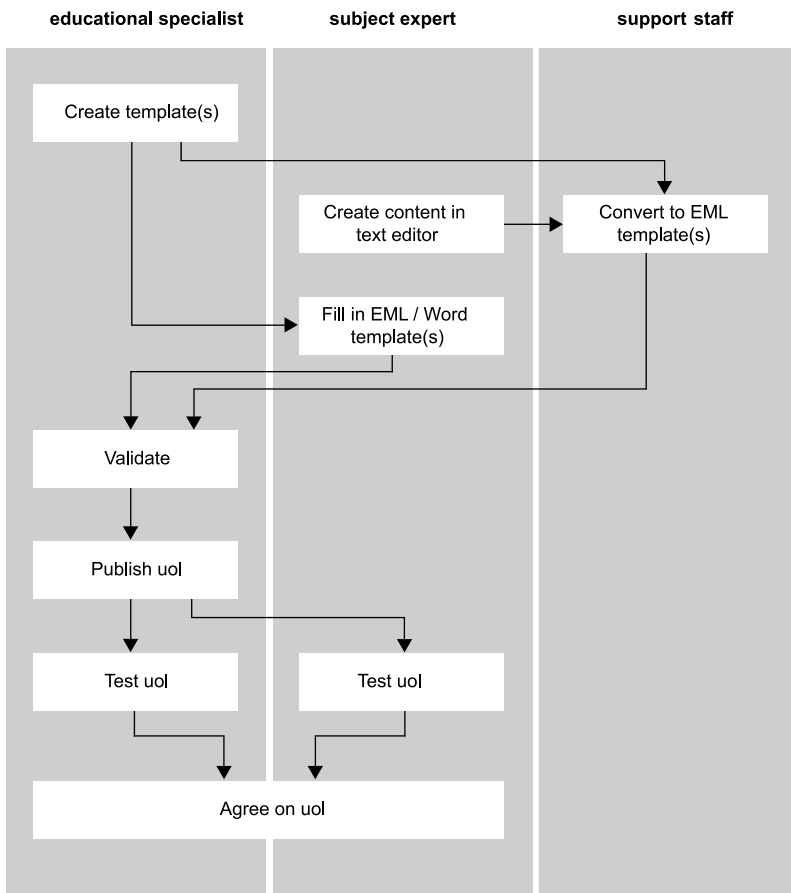 educational specialist
subject expert
support staff
Create template(s)
Create content in
text editor
Convert to EML
template(s)
Fill in EML / Word
template(s)
Validate
Publish uol
Test uol
Test uol
Agree on uol